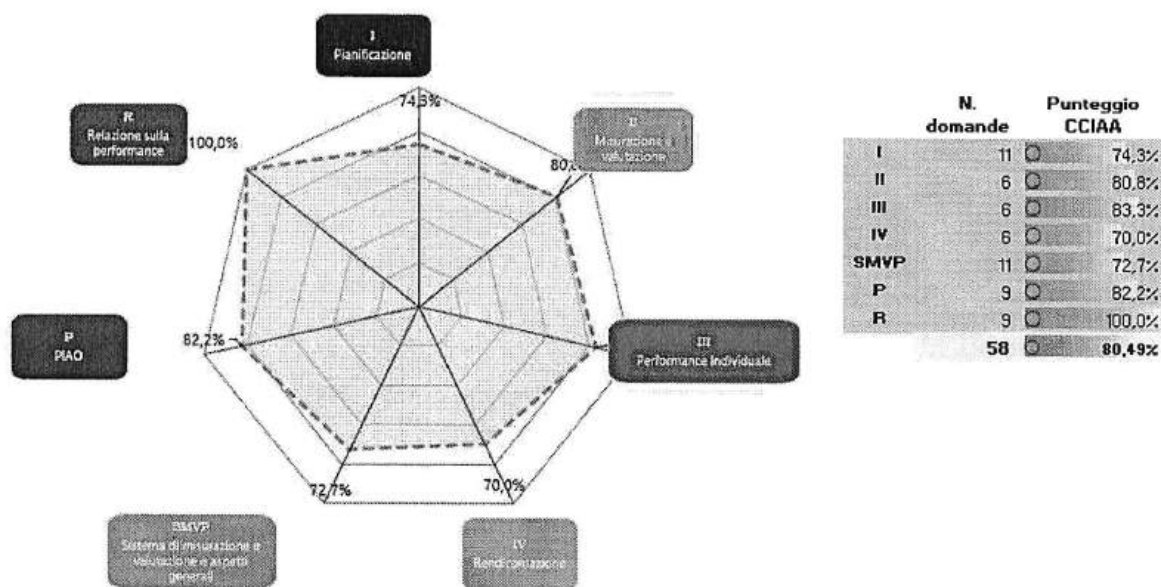 I
Pianificazione
74,3%
II
Misurazione e
valutazione
III
Performance Individuale
70,0%
IV
Rendicontazione
72,7%
SMVP
Sistema di misurazione e
valutazione e aspetti
generali
82,2%
P
PIAO
100,0%
R
Relazione sulla
performance
N. domande Punteggio CCIAA
I 11 74,3%
II 6 80,8%
III 6 83,3%
IV 6 70,0%
SMVP 11 72,7%
P 9 82,2%
R 9 100,0%
58 80,49%